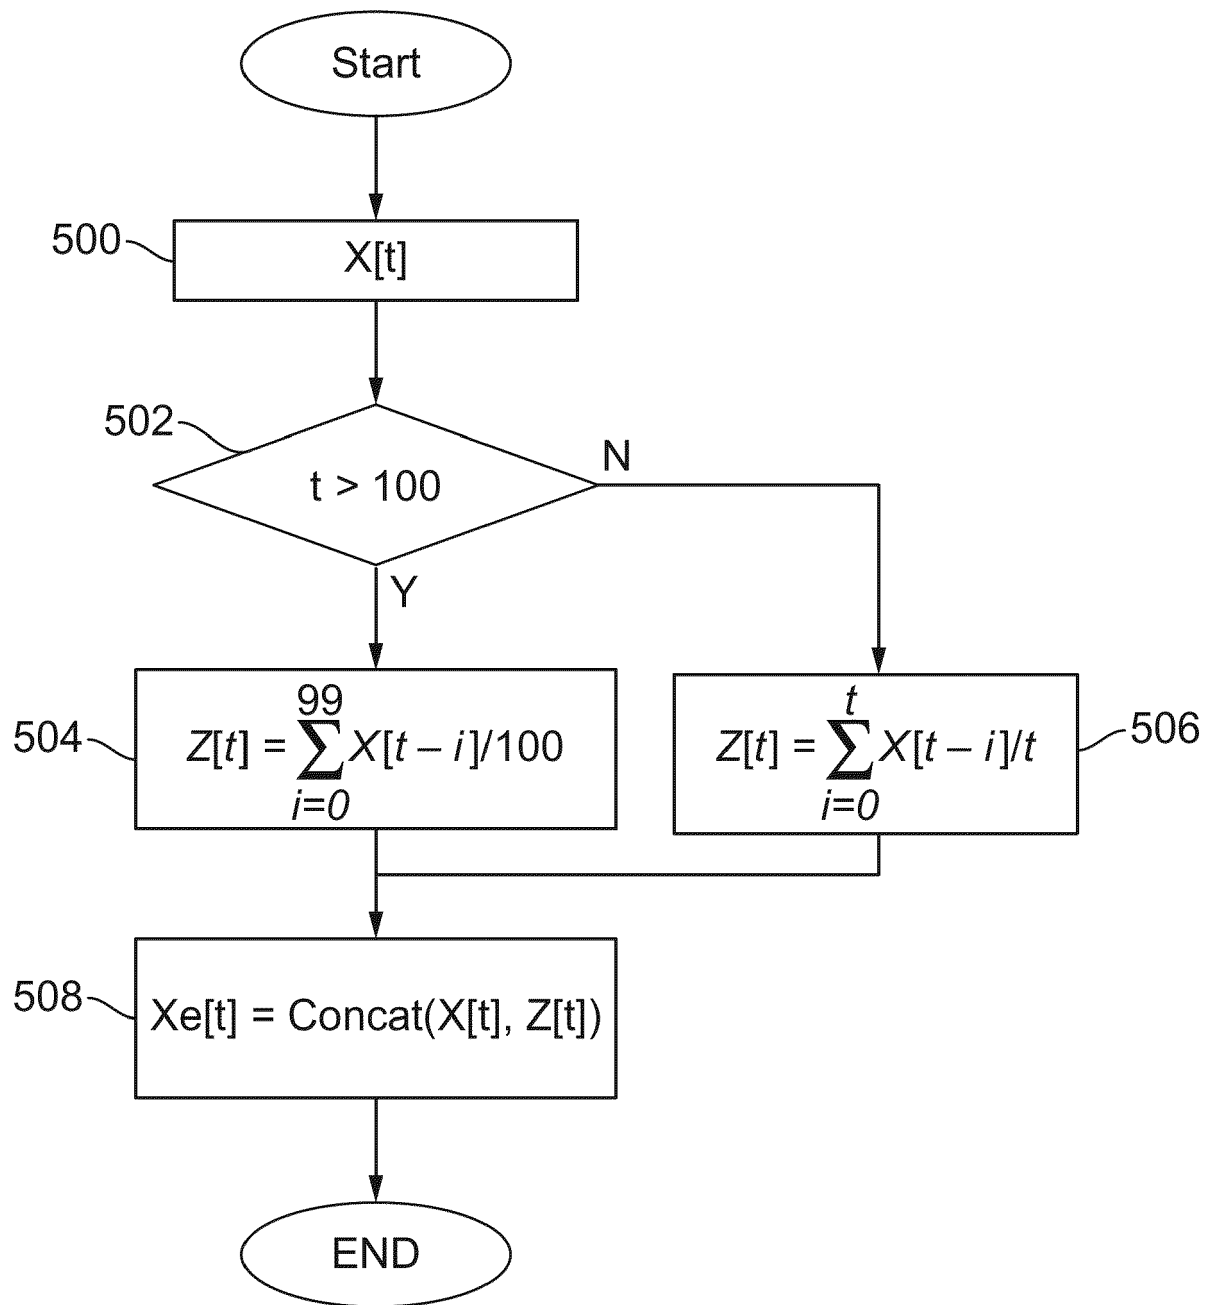 Start
500
X[t]
502
t > 100
N
Y
504
99
Z[t] = ∑ X[t – i]/100
i=0
t
Z[t] = ∑ X[t – i]/t
i=0
506
508
Xe[t] = Concat(X[t], Z[t])
END